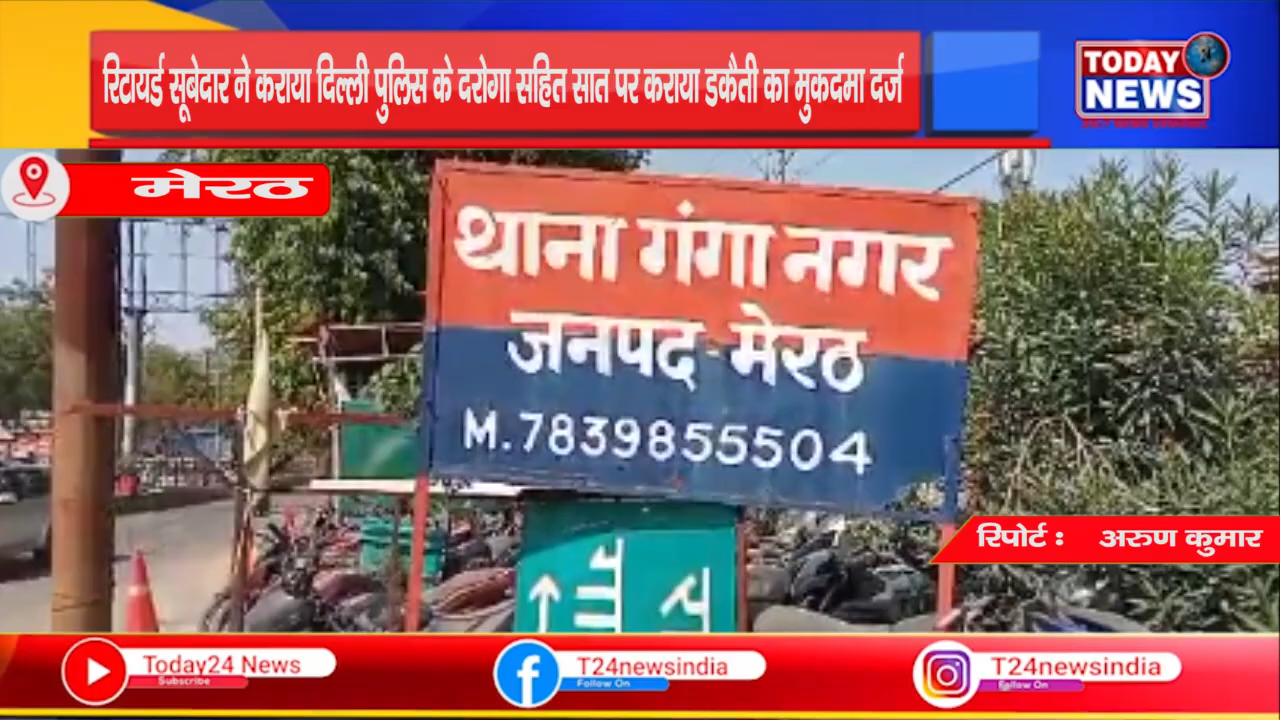 रिटायर्ड सूबेदार ने कराया दिल्ली पुलिस के दरोगा सहित सात पर कराया डकैती का मुकदमा दर्ज
TODAY
NEWS
मेरठ
थाना गंगा नगर
जनपद-मेरठ
M.7839855504
रिपोर्ट : अरुण कुमार
Today24 News
Subscribe
T24newsindia
Follow On
T24newsindia
Follow On